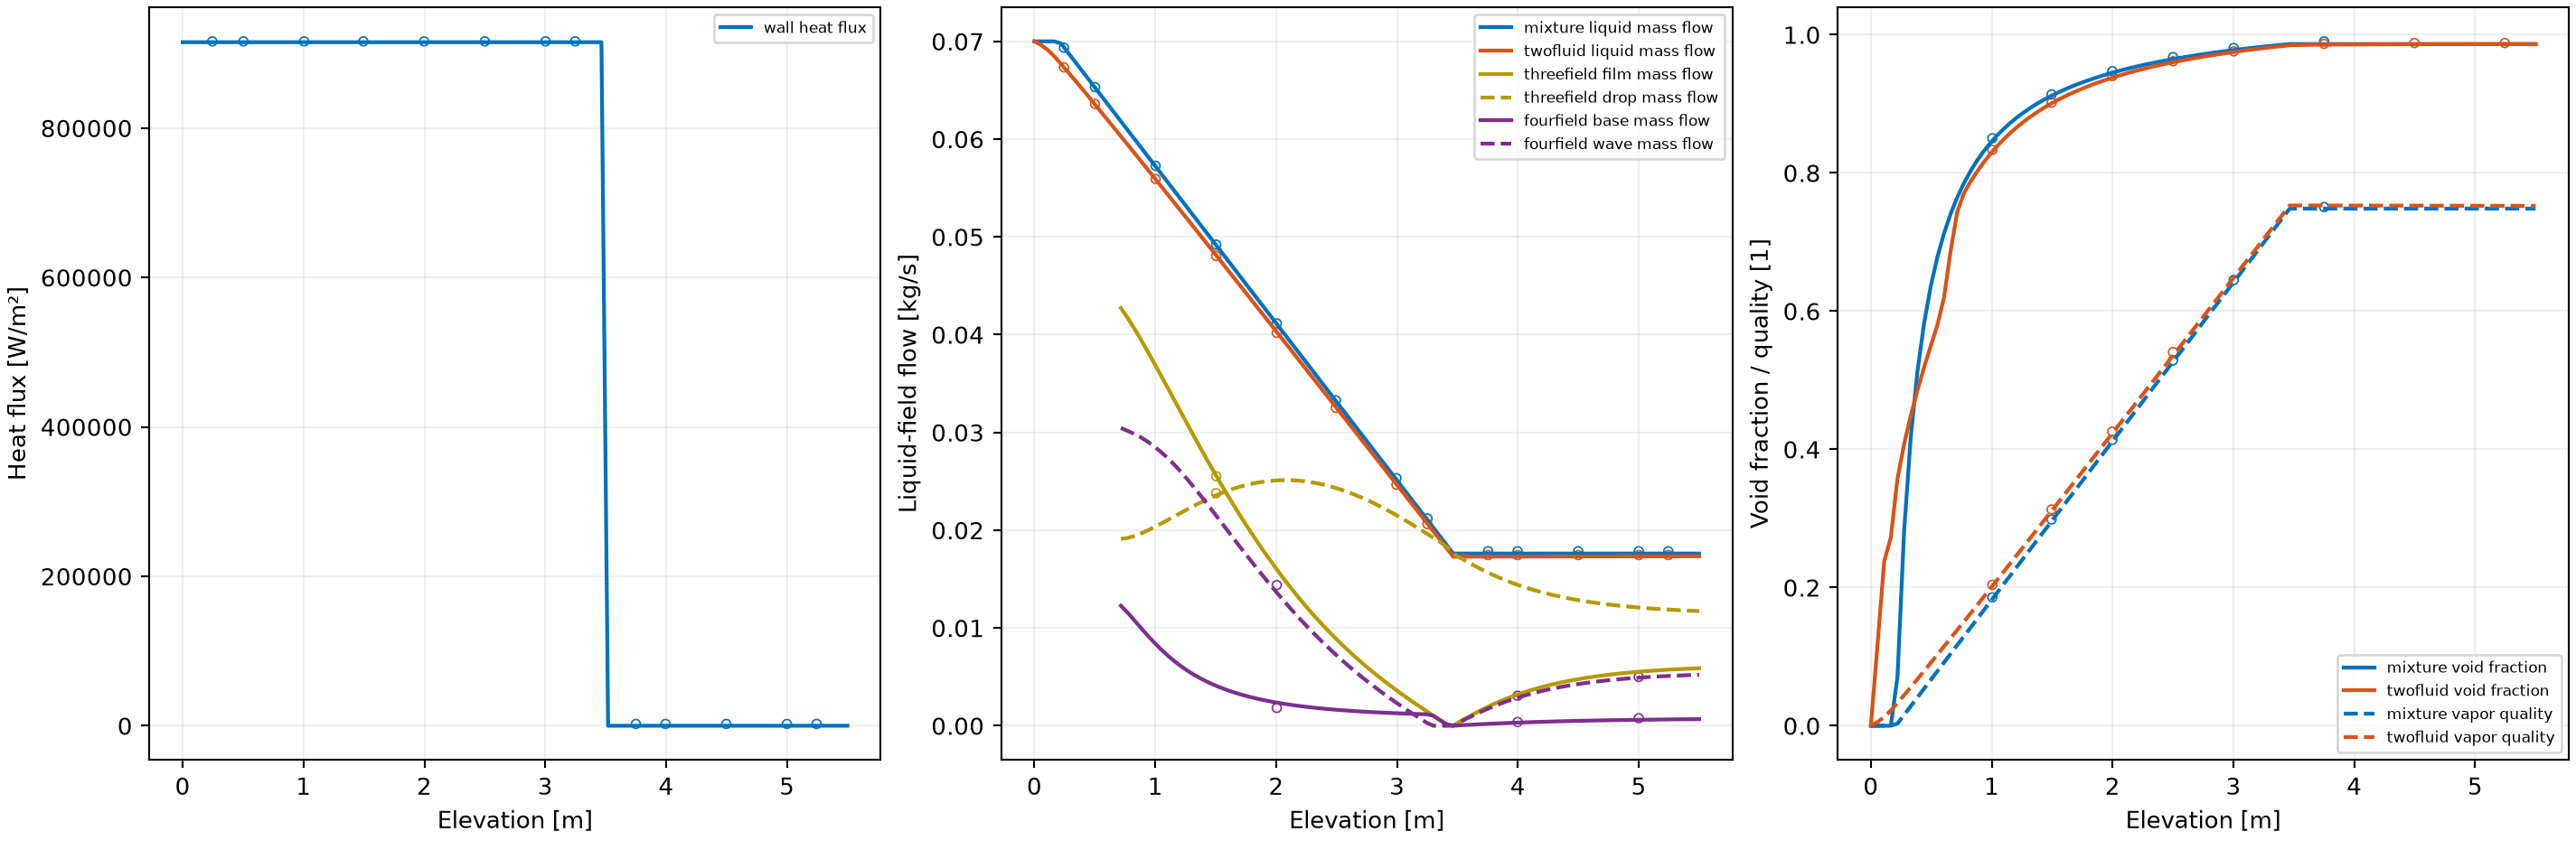 Heat flux [W/m²]
800000
600000
400000
200000
0
0 1 2 3 4 5
Elevation [m]
wall heat flux
Liquid-field flow [kg/s]
0.07
0.06
0.05
0.04
0.03
0.02
0.01
0.00
0 1 2 3 4 5
Elevation [m]
mixture liquid mass flow
twofluid liquid mass flow
threefield film mass flow
threefield drop mass flow
fourfield base mass flow
fourfield wave mass flow
Void fraction / quality [1]
1.0
0.8
0.6
0.4
0.2
0.0
0 1 2 3 4 5
Elevation [m]
mixture void fraction
twofluid void fraction
mixture vapor quality
twofluid vapor quality